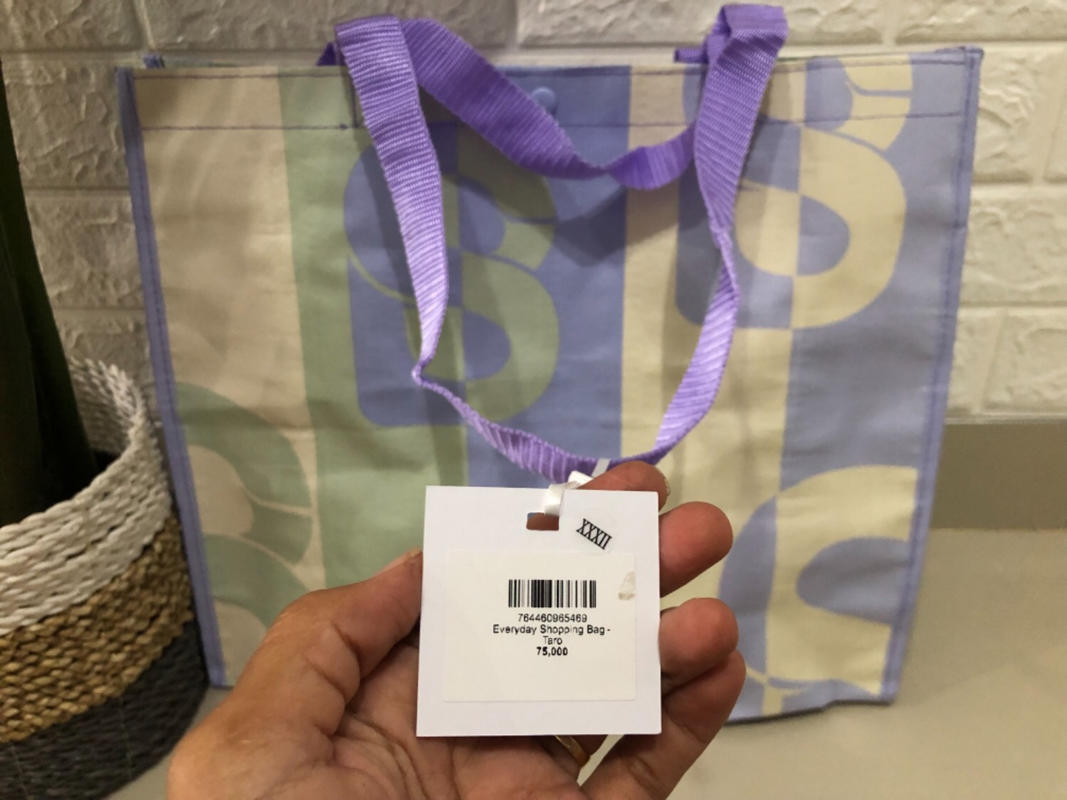 XXXII
764460965469
Everyday Shopping Bag -
Taro
75,000